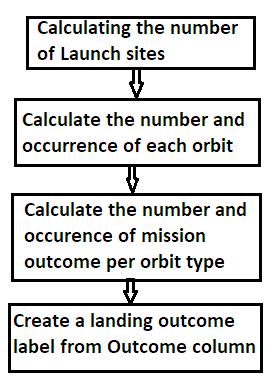 Calculating the number
of Launch sites
Calculate the number and
occurrence of each orbit
Calculate the number and
occurence of mission
outcome per orbit type
Create a landing outcome
label from Outcome column